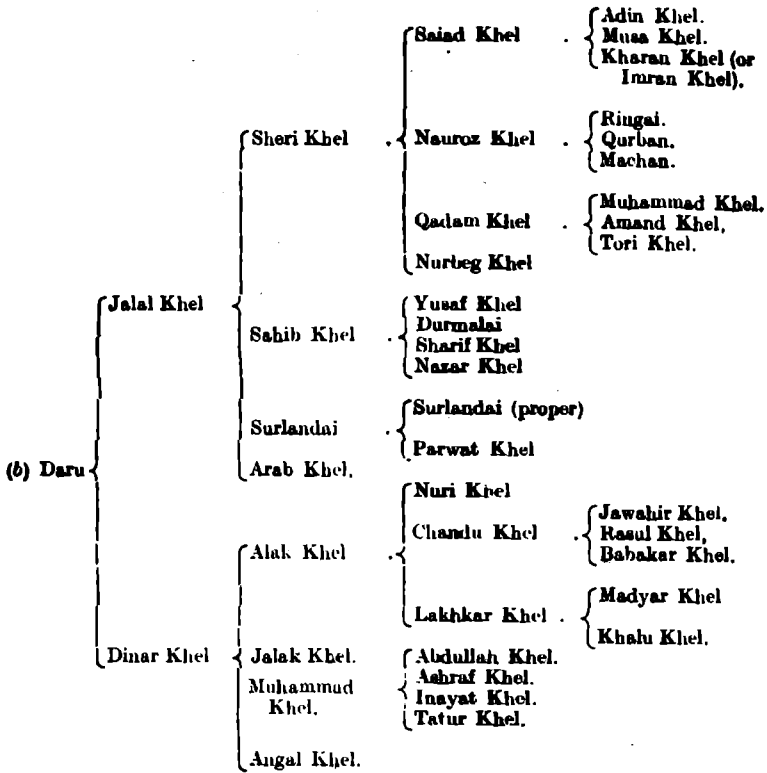 Adin Khel.
Saiad Khel . Musa Khel.
Kharan Khel (or
Imran Khel).
Ringai.
Sheri Khel . Nauroz Khel . Qurban.
Machan.
Muhammad Khel.
Qadam Khel . Amand Khel,
Tori Khel.
Nurbeg Khel
Jalal Khel
Yusaf Khel
Durmalai
Sahib Khel . Sharif Khel
Nazar Khel
Surlandai (proper)
Surlandai .
Parwat Khel
(b) Daru
Arab Khel.
Nuri Khel
Jawahir Khel.
Chandu Khel . Rasul Khel,
Alak Khel . Babakar Khel.
Madyar Khel
Lakhkar Khel .
Khalu Khel.
Dinar Khel
Jalak Khel. Abdullah Khel.
Ashraf Khel.
Muhammad Inayat Khel.
Khel. Tatur Khel.
Angal Khel.